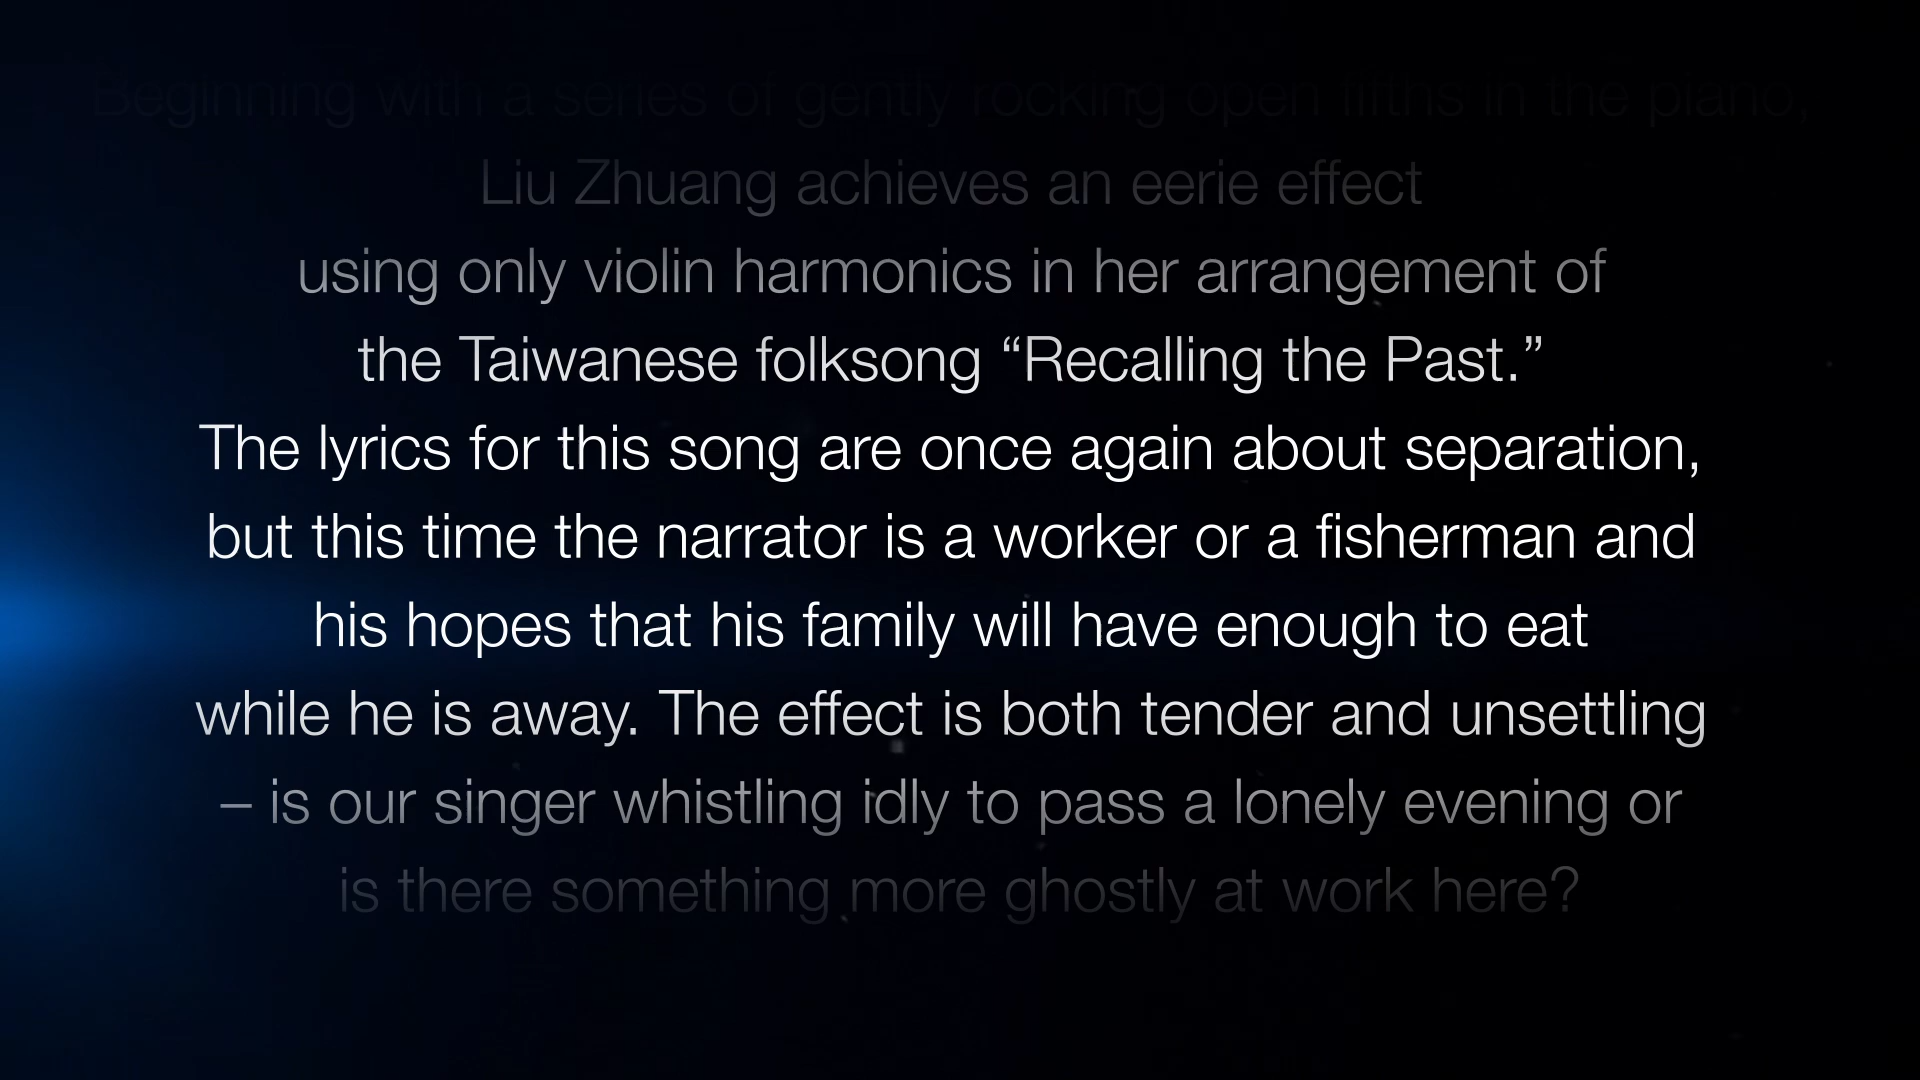 Beginning with a series of gently rocking open fifths in the piano,
Liu Zhuang achieves an eerie effect
using only violin harmonics in her arrangement of
the Taiwanese folksong “Recalling the Past.”
The lyrics for this song are once again about separation,
but this time the narrator is a worker or a fisherman and
his hopes that his family will have enough to eat
while he is away. The effect is both tender and unsettling
– is our singer whistling idly to pass a lonely evening or
is there something more ghostly at work here?